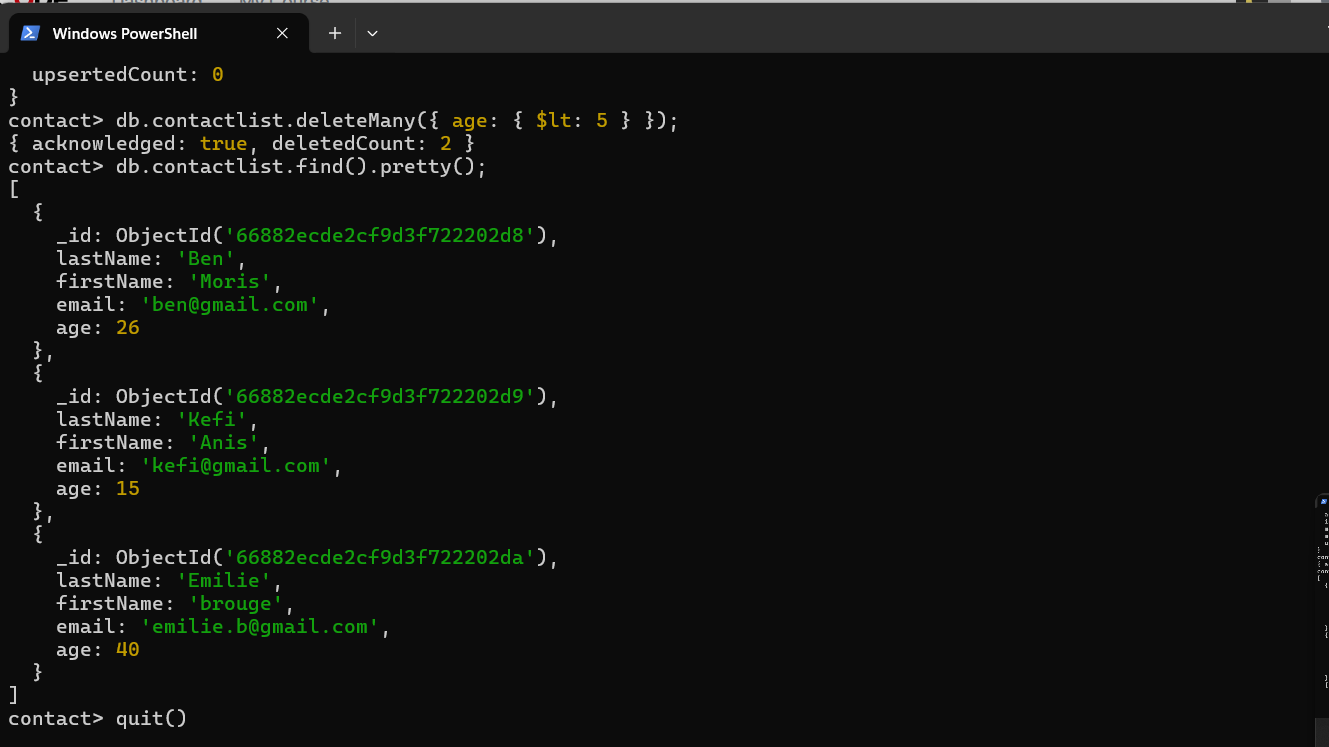 Windows PowerShell
  upsertedCount: 0
}
contact> db.contactlist.deleteMany({ age: { $lt: 5 } });
{ acknowledged: true, deletedCount: 2 }
contact> db.contactlist.find().pretty();
[
  {
    _id: ObjectId('66882ecde2cf9d3f722202d8'),
    lastName: 'Ben',
    firstName: 'Moris',
    email: 'ben@gmail.com',
    age: 26
  },
  {
    _id: ObjectId('66882ecde2cf9d3f722202d9'),
    lastName: 'Kefi',
    firstName: 'Anis',
    email: 'kefi@gmail.com',
    age: 15
  },
  {
    _id: ObjectId('66882ecde2cf9d3f722202da'),
    lastName: 'Emilie',
    firstName: 'brouge',
    email: 'emilie.b@gmail.com',
    age: 40
  }
]
contact> quit()